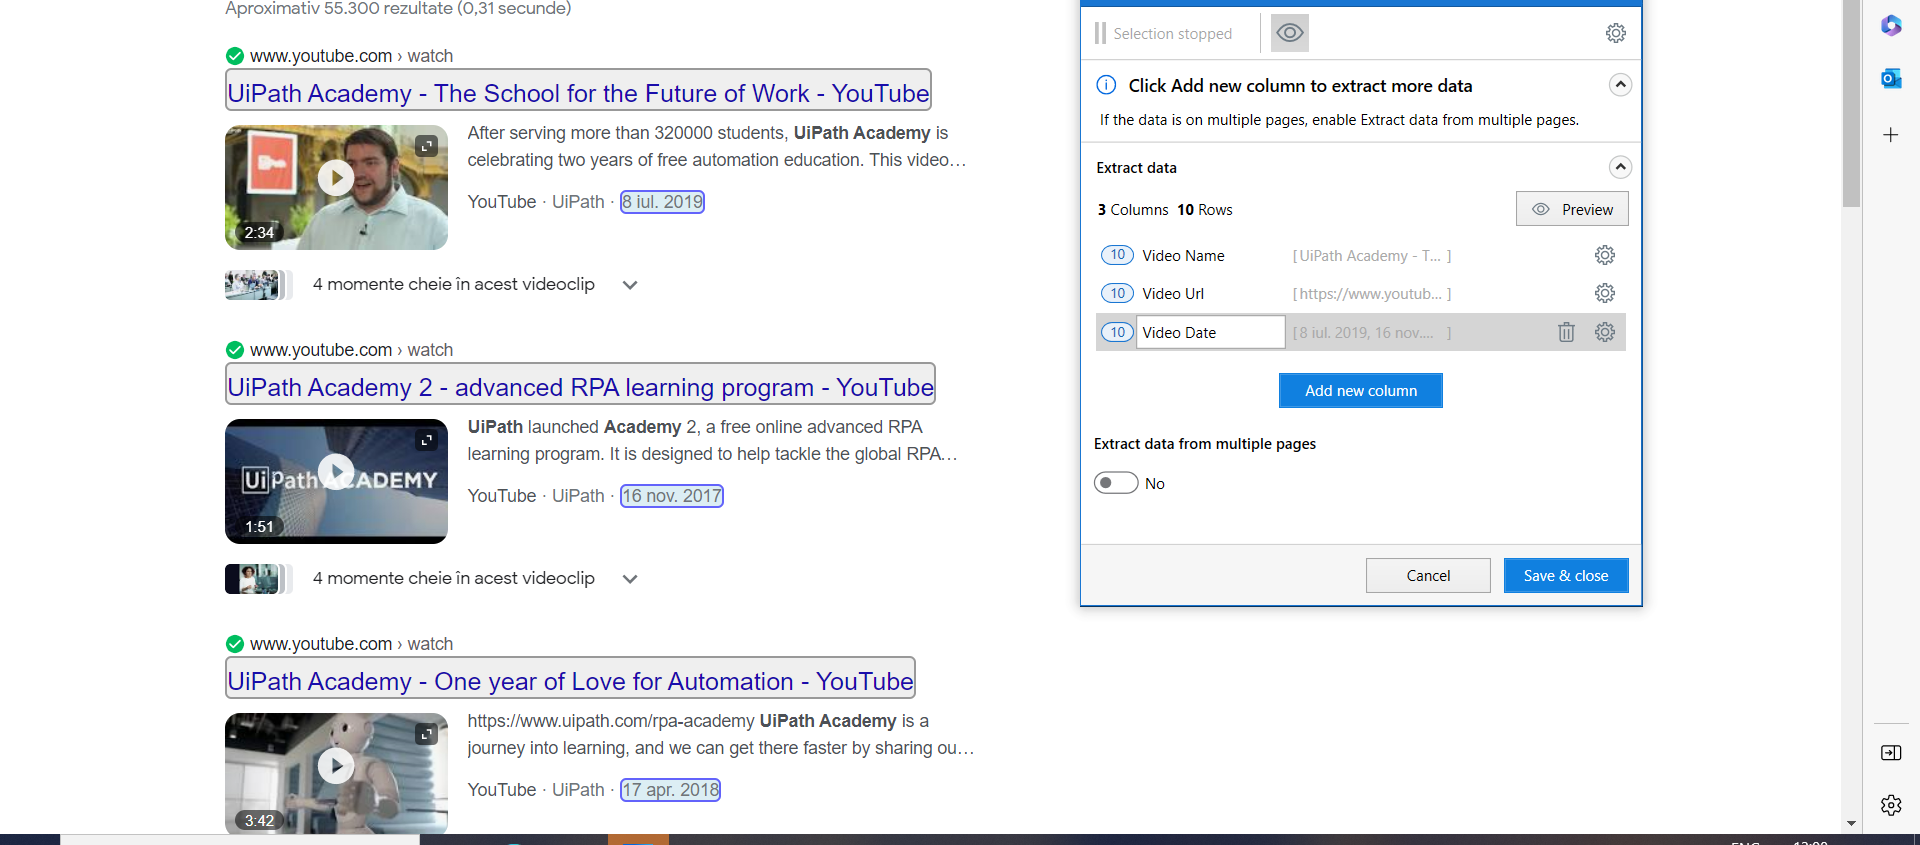 Aproximativ 55.300 rezultate (0,31 secunde)
www.youtube.com › watch
UiPath Academy - The School for the Future of Work - YouTube
After serving more than 320000 students, UiPath Academy is
celebrating two years of free automation education. This video...
YouTube · UiPath · 8 iul. 2019
2:34
4 momente cheie în acest videoclip
www.youtube.com › watch
UiPath Academy 2 - advanced RPA learning program - YouTube
UiPath launched Academy 2, a free online advanced RPA
learning program. It is designed to help tackle the global RPA...
UiPath ACADEMY
YouTube · UiPath · 16 nov. 2017
1:51
4 momente cheie în acest videoclip
www.youtube.com › watch
UiPath Academy - One year of Love for Automation - YouTube
https://www.uipath.com/rpa-academy UiPath Academy is a
journey into learning, and we can get there faster by sharing ou...
YouTube · UiPath · 17 apr. 2018
3:42
Selection stopped
Click Add new column to extract more data
If the data is on multiple pages, enable Extract data from multiple pages.
Extract data
3 Columns 10 Rows
Preview
10 Video Name [ UiPath Academy - T... ]
10 Video Url [ https://www.youtub... ]
10 Video Date [ 8 iul. 2019, 16 nov.... ]
Add new column
Extract data from multiple pages
No
Cancel
Save & close